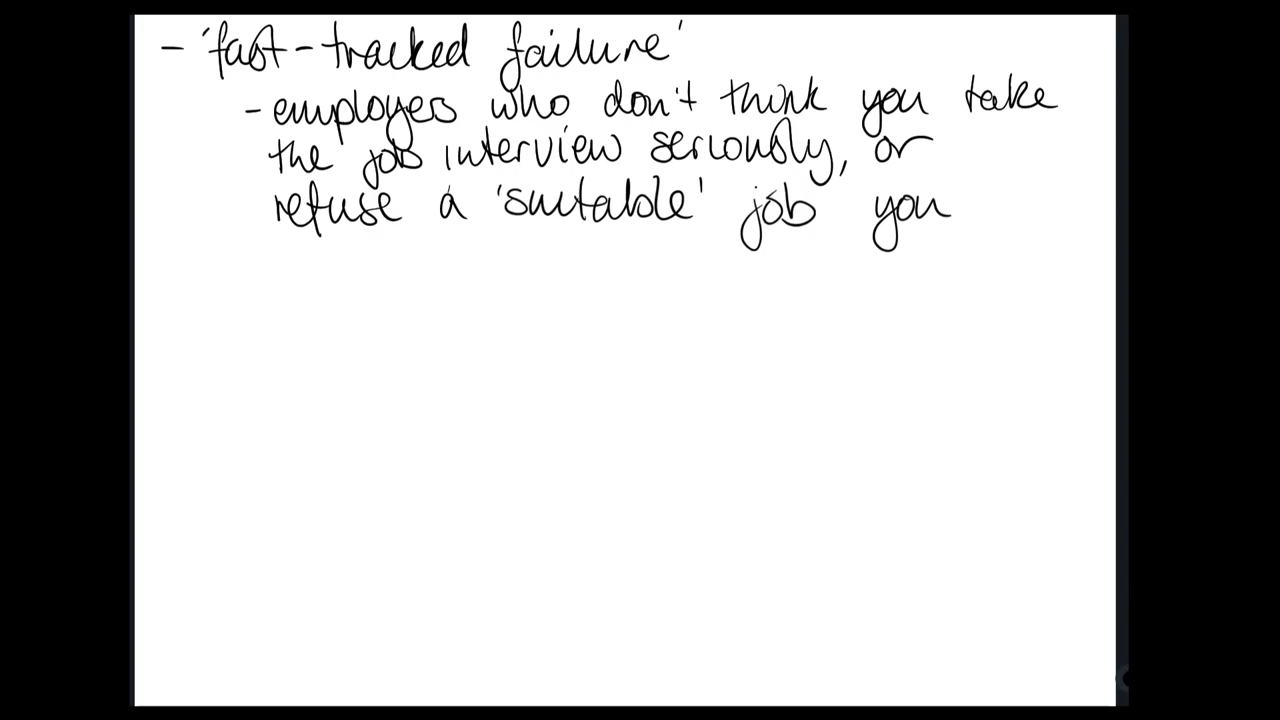 - 'fast-tracked failure'
- employers who don't think you take
the job interview seriously, or
refuse a 'suitable' job you